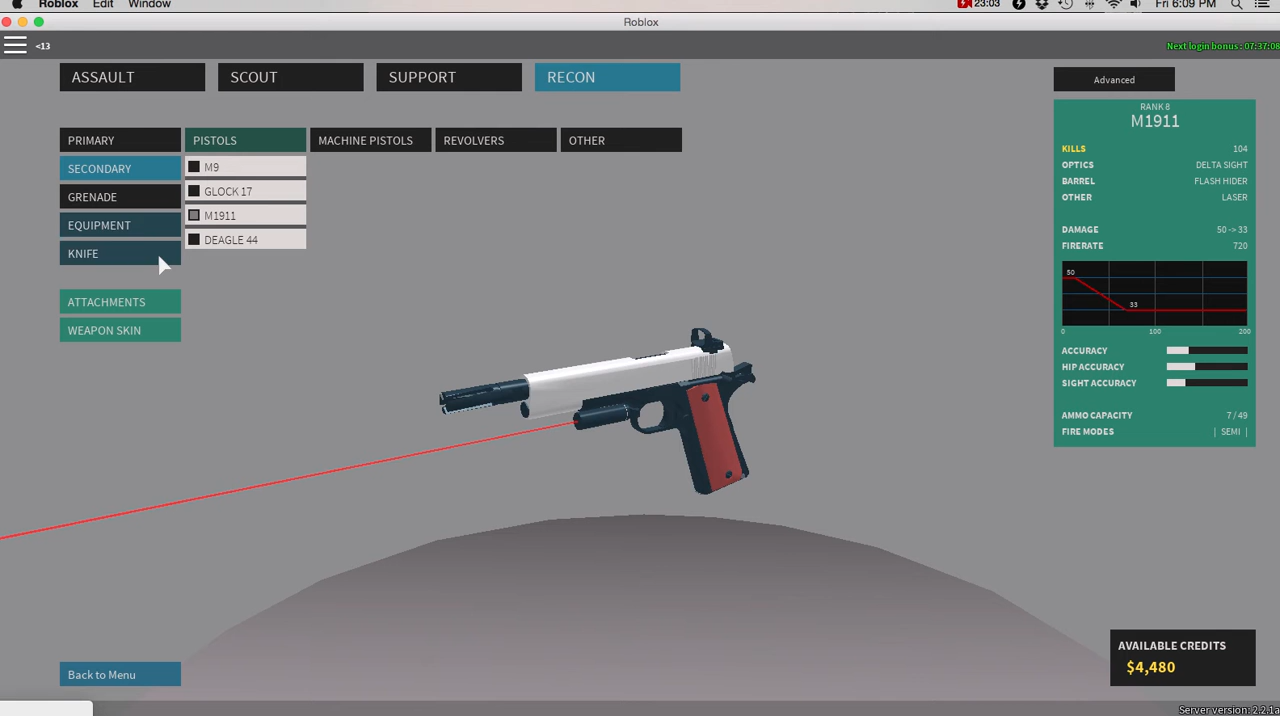 Roblox Edit Window 23:03 Fri 6:09 PM
Roblox
<13
Next login bonus : 07:37:08
ASSAULT SCOUT SUPPORT RECON
Advanced
PRIMARY PISTOLS MACHINE PISTOLS REVOLVERS OTHER
SECONDARY M9
GRENADE GLOCK 17
EQUIPMENT M1911
KNIFE DEAGLE 44
ATTACHMENTS
WEAPON SKIN
RANK 8
M1911
KILLS 104
OPTICS DELTA SIGHT
BARREL FLASH HIDER
OTHER LASER
DAMAGE 50 -> 33
FIRERATE 720
50
33
0 100 200
ACCURACY
HIP ACCURACY
SIGHT ACCURACY
AMMO CAPACITY 7 / 49
FIRE MODES | SEMI |
Back to Menu
AVAILABLE CREDITS
$4,480
Server version: 2.2.1a